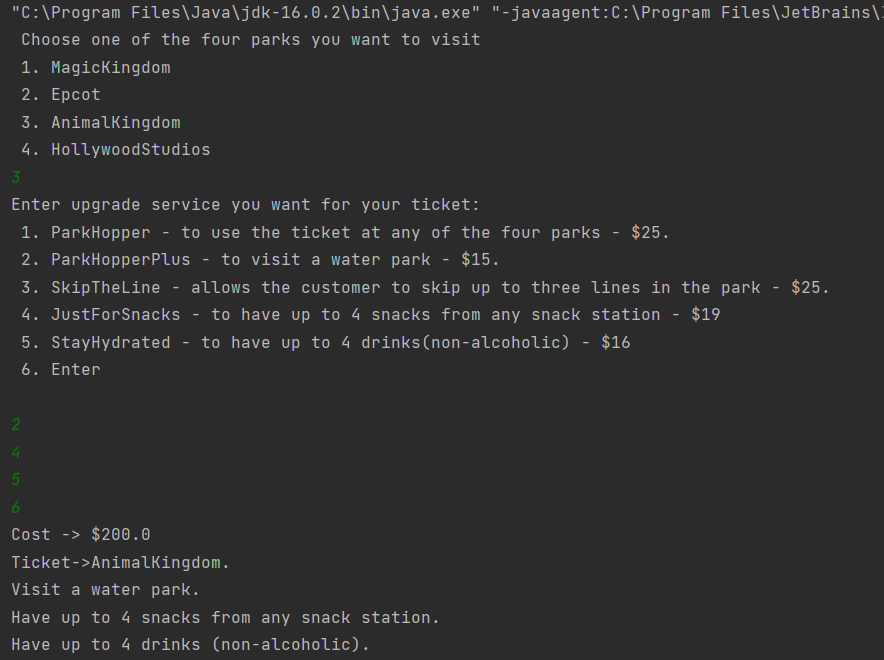 "C:\Program Files\Java\jdk-16.0.2\bin\java.exe" "-javaagent:C:\Program Files\JetBrains\
Choose one of the four parks you want to visit
1. MagicKingdom
2. Epcot
3. AnimalKingdom
4. HollywoodStudios
3
Enter upgrade service you want for your ticket:
1. ParkHopper - to use the ticket at any of the four parks - $25.
2. ParkHopperPlus - to visit a water park - $15.
3. SkipTheLine - allows the customer to skip up to three lines in the park - $25.
4. JustForSnacks - to have up to 4 snacks from any snack station - $19
5. StayHydrated - to have up to 4 drinks(non-alcoholic) - $16
6. Enter
2
4
5
6
Cost -> $200.0
Ticket->AnimalKingdom.
Visit a water park.
Have up to 4 snacks from any snack station.
Have up to 4 drinks (non-alcoholic).